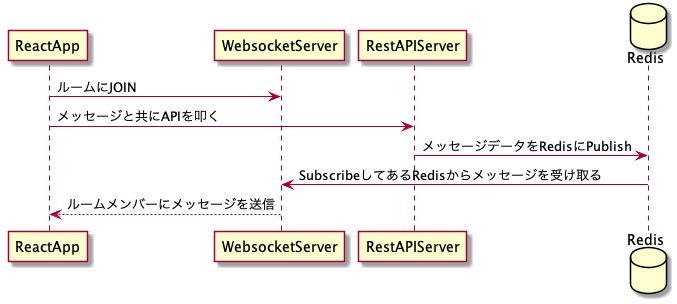 ReactApp
WebsocketServer
RestAPIServer
Redis
ルームにJOIN
メッセージと共にAPIを叩く
メッセージデータをRedisにPublish
SubscribeしてあるRedisからメッセージを受け取る
ルームメンバーにメッセージを送信
ReactApp
WebsocketServer
RestAPIServer
Redis